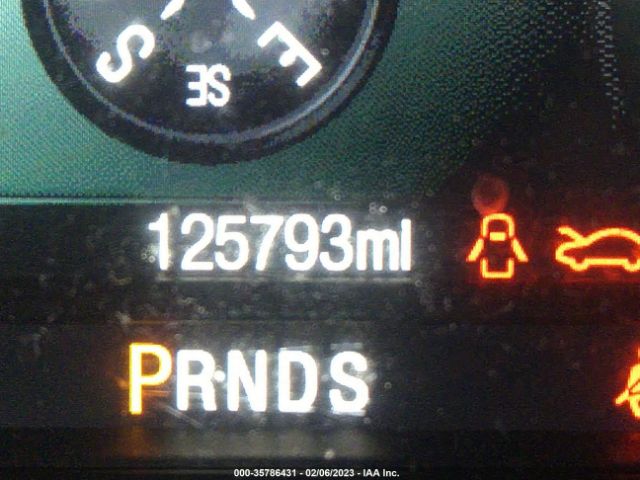 S SE E
125793mi
PRNDS
000-35786431 - 02/06/2023 - IAA Inc.